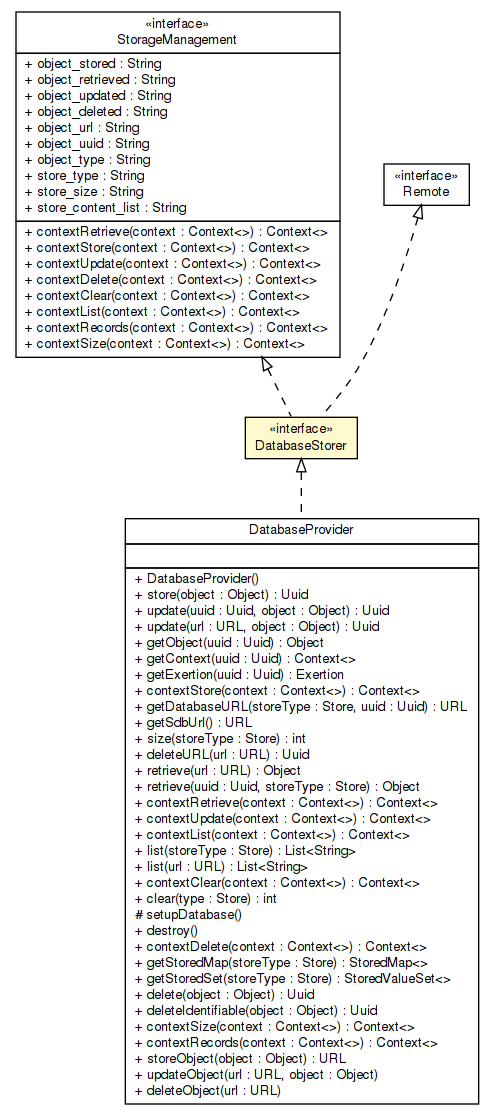 «interface»
StorageManagement
+ object_stored : String
+ object_retrieved : String
+ object_updated : String
+ object_deleted : String
+ object_url : String
+ object_uuid : String
+ object_type : String
+ store_type : String
+ store_size : String
+ store_content_list : String
+ contextRetrieve(context : Context<>) : Context<>
+ contextStore(context : Context<>) : Context<>
+ contextUpdate(context : Context<>) : Context<>
+ contextDelete(context : Context<>) : Context<>
+ contextClear(context : Context<>) : Context<>
+ contextList(context : Context<>) : Context<>
+ contextRecords(context : Context<>) : Context<>
+ contextSize(context : Context<>) : Context<>
«interface»
Remote
«interface»
DatabaseStorer
DatabaseProvider
+ DatabaseProvider()
+ store(object : Object) : Uuid
+ update(uuid : Uuid, object : Object) : Uuid
+ update(url : URL, object : Object) : Uuid
+ getObject(uuid : Uuid) : Object
+ getContext(uuid : Uuid) : Context<>
+ getExertion(uuid : Uuid) : Exertion
+ contextStore(context : Context<>) : Context<>
+ getDatabaseURL(storeType : Store, uuid : Uuid) : URL
+ getSdbUrl() : URL
+ size(storeType : Store) : int
+ deleteURL(url : URL) : Uuid
+ retrieve(url : URL) : Object
+ retrieve(uuid : Uuid, storeType : Store) : Object
+ contextRetrieve(context : Context<>) : Context<>
+ contextUpdate(context : Context<>) : Context<>
+ contextList(context : Context<>) : Context<>
+ list(storeType : Store) : List<String>
+ list(url : URL) : List<String>
+ contextClear(context : Context<>) : Context<>
+ clear(type : Store) : int
# setupDatabase()
+ destroy()
+ contextDelete(context : Context<>) : Context<>
+ getStoredMap(storeType : Store) : StoredMap<>
+ getStoredSet(storeType : Store) : StoredValueSet<>
+ delete(object : Object) : Uuid
+ deleteIdentifiable(object : Object) : Uuid
+ contextSize(context : Context<>) : Context<>
+ contextRecords(context : Context<>) : Context<>
+ storeObject(object : Object) : URL
+ updateObject(url : URL, object : Object)
+ deleteObject(url : URL)